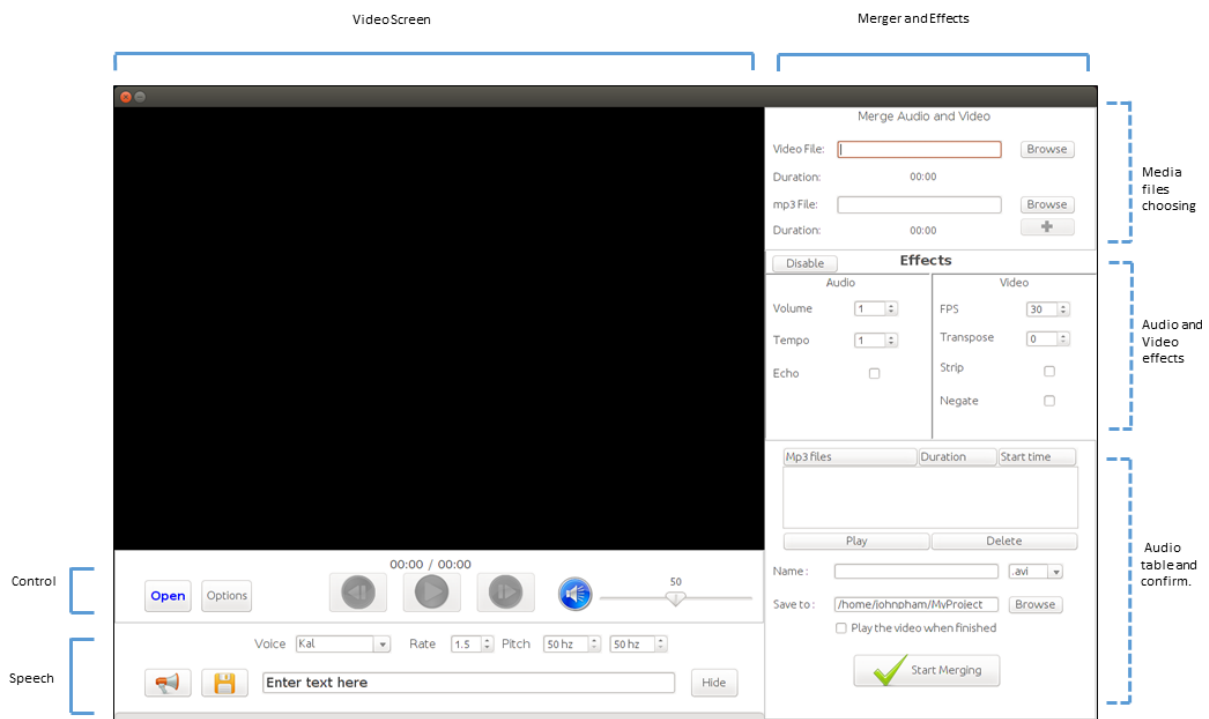 Video Screen
Merger and Effects
Merge Audio and Video
Video File:
Browse
Duration:
00:00
mp3 File:
Browse
Duration:
00:00
Media
files
choosing
Disable
Effects
Audio
Video
Volume
1
FPS
30
Tempo
1
Transpose
0
Echo
Strip
Negate
Audio and
Video
effects
Mp3 files
Duration
Start time
Play
Delete
Name :
.avi
Save to :
/home/johnpham/MyProject
Browse
Play the video when finished
Start Merging
Audio
table and
confirm.
Control
00:00 / 00:00
Open
Options
50
Speech
Voice
Kal
Rate
1.5
Pitch
50 hz
50 hz
Enter text here
Hide